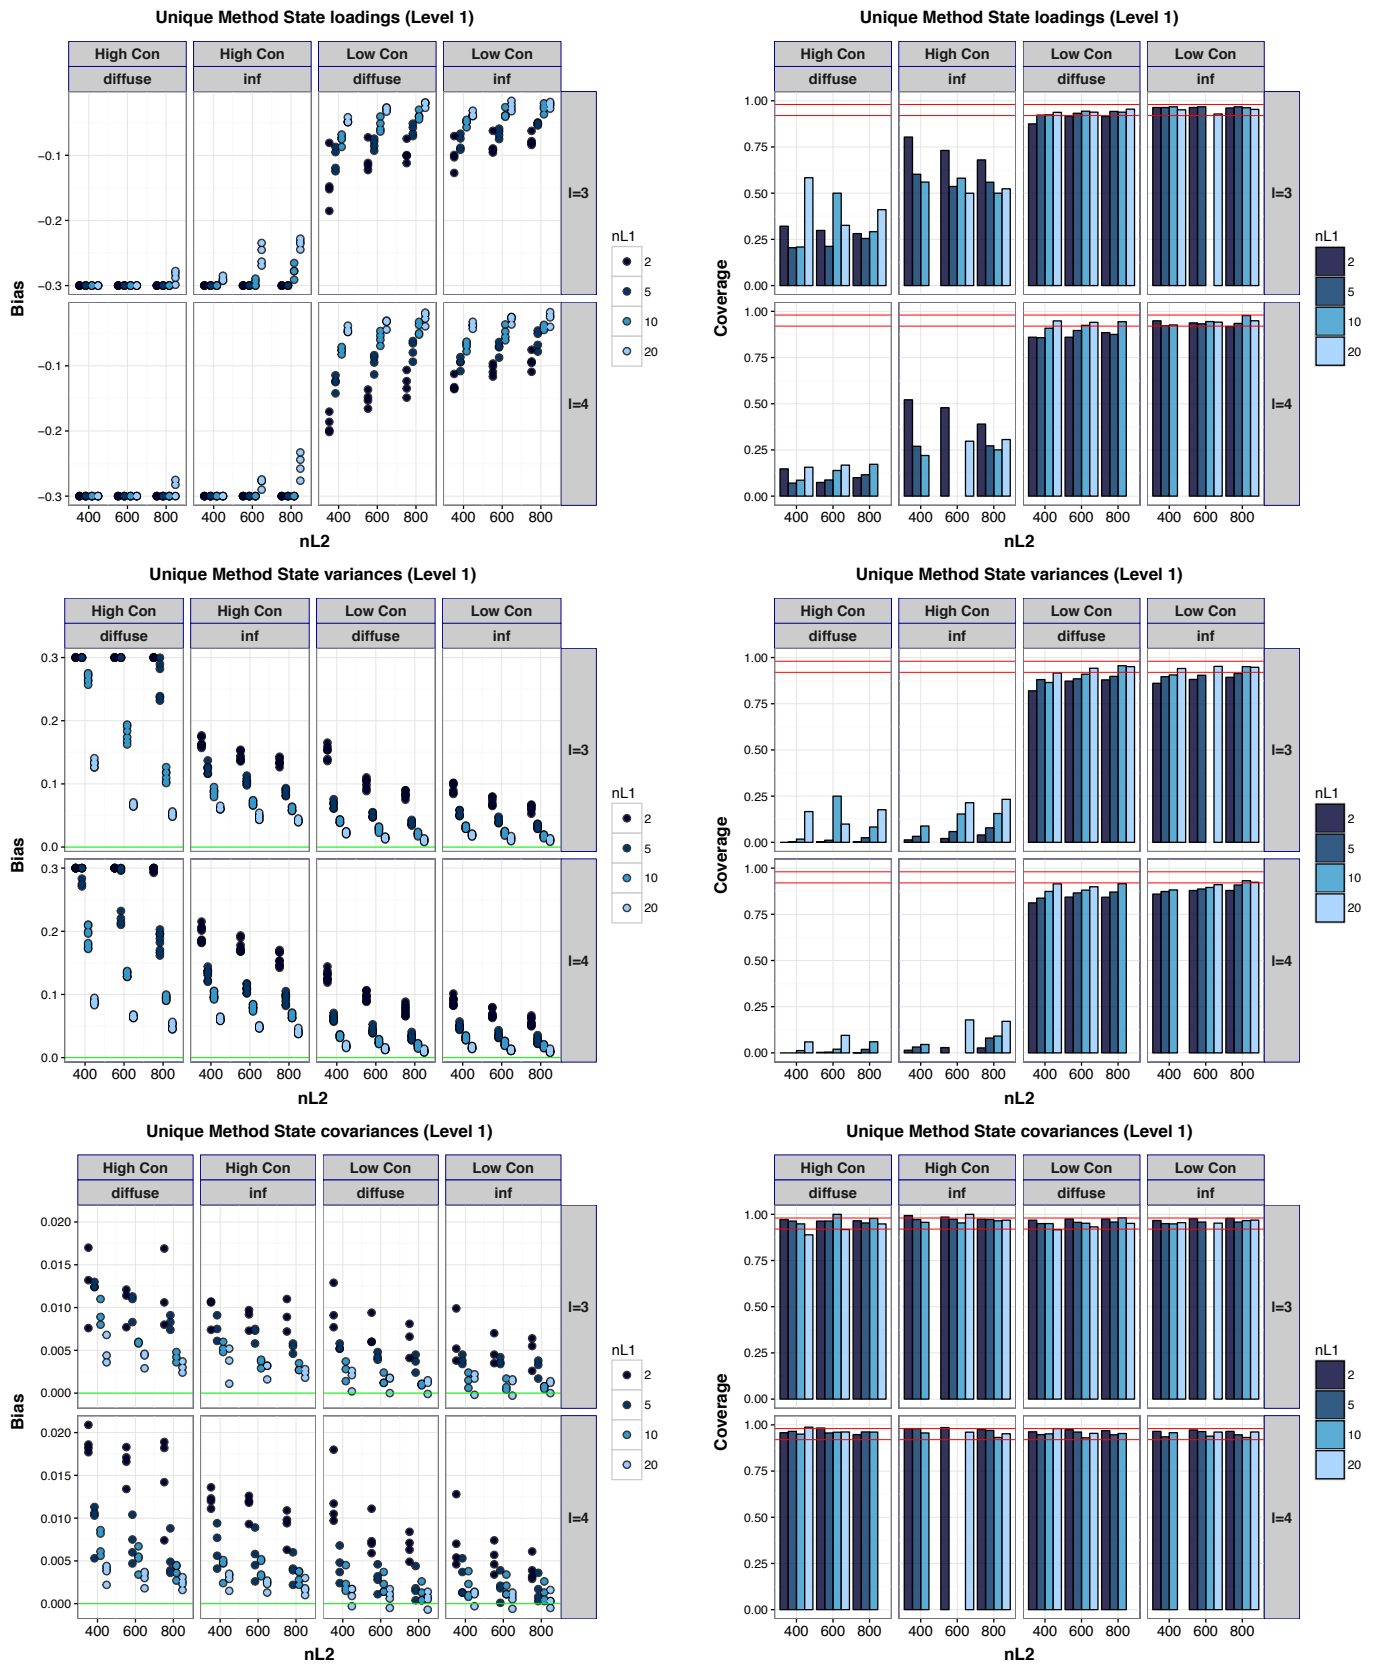 Unique Method State loadings (Level 1)
High Con High Con Low Con Low Con
diffuse inf diffuse inf
−0.1
−0.2
−0.3
l=3
−0.1
−0.2
−0.3
l=4
Bias
400 600 800 400 600 800 400 600 800 400 600 800
nL2
nL1
2
5
10
20
Unique Method State loadings (Level 1)
High Con High Con Low Con Low Con
diffuse inf diffuse inf
1.00
0.75
0.50
0.25
0.00
l=3
1.00
0.75
0.50
0.25
0.00
l=4
Coverage
400 600 800 400 600 800 400 600 800 400 600 800
nL2
nL1
2
5
10
20
Unique Method State variances (Level 1)
High Con High Con Low Con Low Con
diffuse inf diffuse inf
0.3
0.2
0.1
0.0
l=3
0.3
0.2
0.1
0.0
l=4
Bias
400 600 800 400 600 800 400 600 800 400 600 800
nL2
nL1
2
5
10
20
Unique Method State variances (Level 1)
High Con High Con Low Con Low Con
diffuse inf diffuse inf
1.00
0.75
0.50
0.25
0.00
l=3
1.00
0.75
0.50
0.25
0.00
l=4
Coverage
400 600 800 400 600 800 400 600 800 400 600 800
nL2
nL1
2
5
10
20
Unique Method State covariances (Level 1)
High Con High Con Low Con Low Con
diffuse inf diffuse inf
0.020
0.015
0.010
0.005
0.000
l=3
0.020
0.015
0.010
0.005
0.000
l=4
Bias
400 600 800 400 600 800 400 600 800 400 600 800
nL2
nL1
2
5
10
20
Unique Method State covariances (Level 1)
High Con High Con Low Con Low Con
diffuse inf diffuse inf
1.00
0.75
0.50
0.25
0.00
l=3
1.00
0.75
0.50
0.25
0.00
l=4
Coverage
400 600 800 400 600 800 400 600 800 400 600 800
nL2
nL1
2
5
10
20